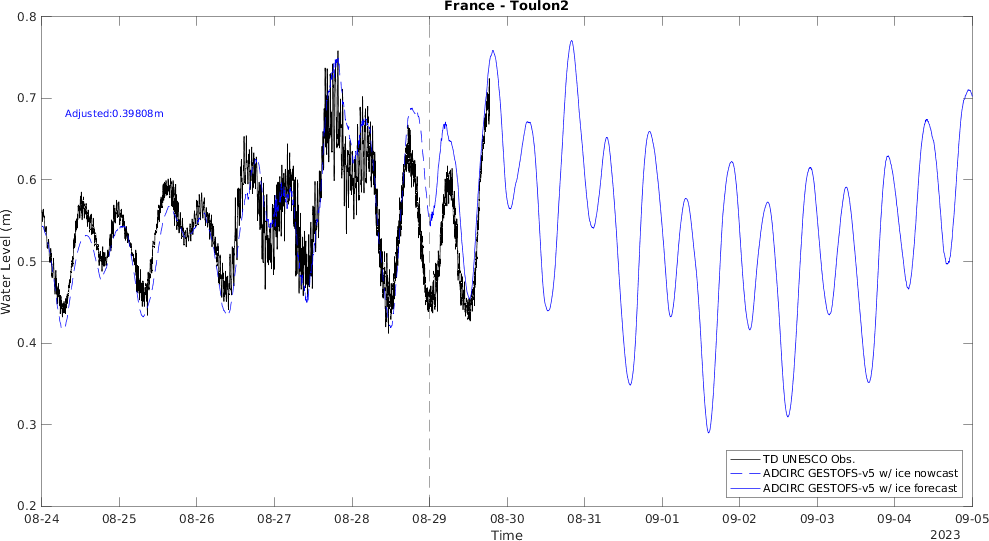 France - Toulon2
0.8
0.7
0.6
0.5
0.4
0.3
0.2
Water Level (m)
Adjusted:0.39808m
TD UNESCO Obs.
ADCIRC GESTOFS-v5 w/ ice nowcast
ADCIRC GESTOFS-v5 w/ ice forecast
08-24 08-25 08-26 08-27 08-28 08-29 08-30 08-31 09-01 09-02 09-03 09-04 09-05
Time
2023